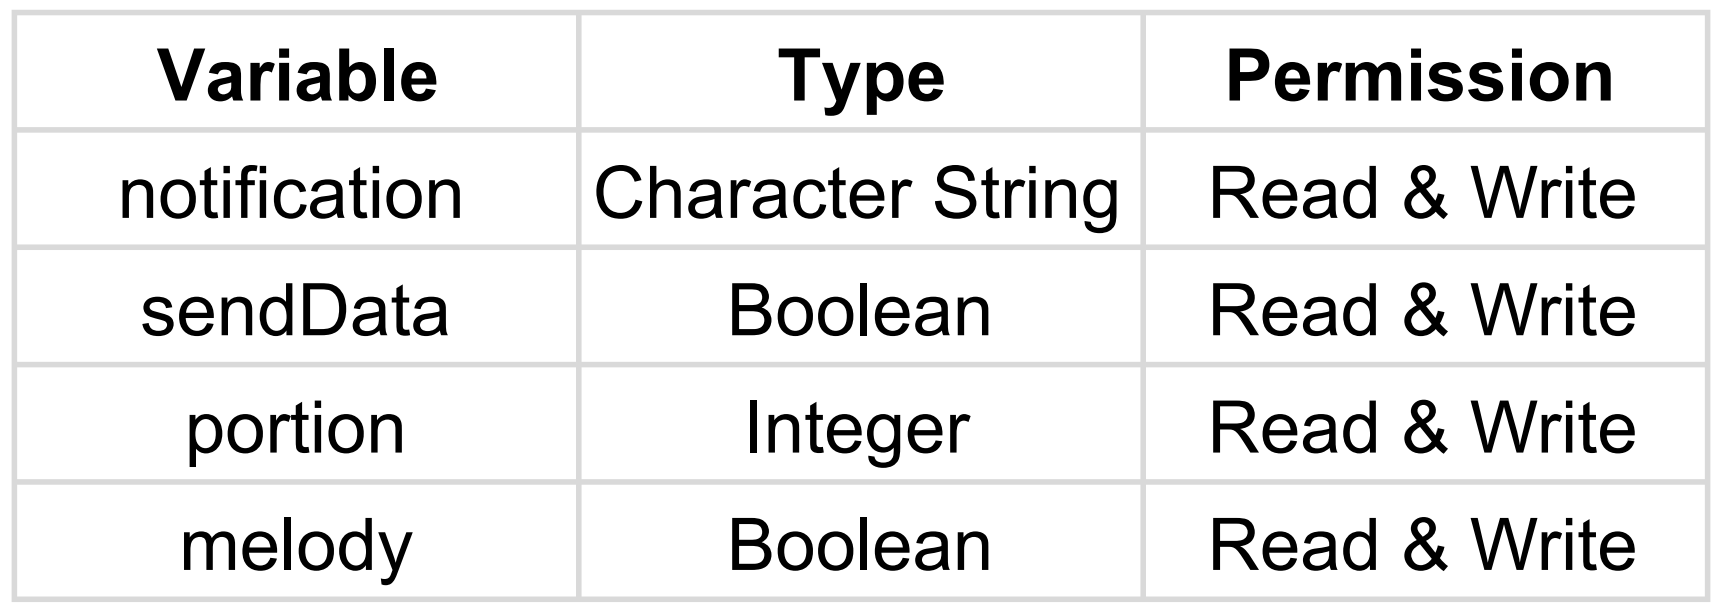 Variable Type Permission
notification Character String Read & Write
sendData Boolean Read & Write
portion Integer Read & Write
melody Boolean Read & Write